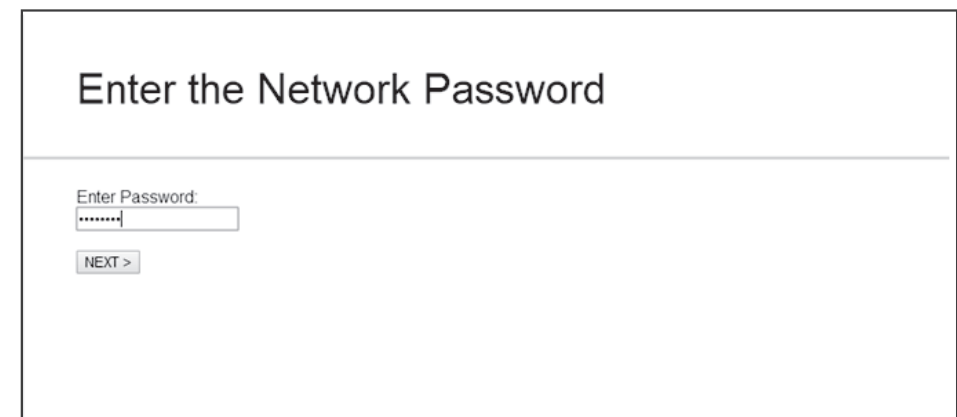 Enter the Network Password
Enter Password:
••••••••
NEXT >